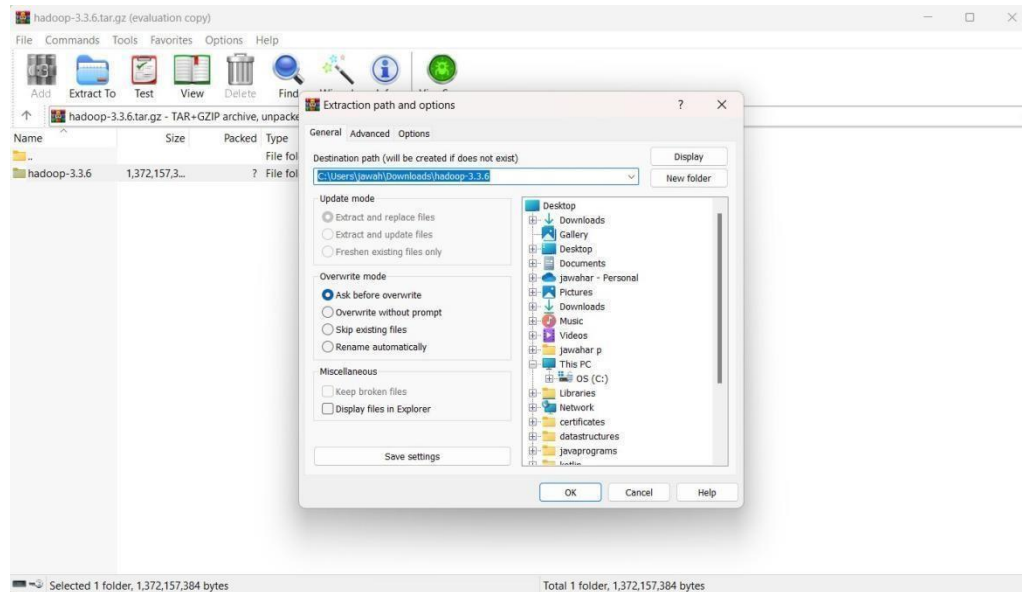 hadoop-3.3.6.tar.gz (evaluation copy)
File Commands Tools Favorites Options Help
Add Extract To Test View Delete Find
hadoop-3.3.6.tar.gz - TAR+GZIP archive, unpacke
Name Size Packed Type
..
File fol
hadoop-3.3.6 1,372,157,3... ? File fol
Extraction path and options
General Advanced Options
Destination path (will be created if does not exist)
Display
C:\Users\jawah\Downloads\hadoop-3.3.6
New folder
Update mode
Extract and replace files
Extract and update files
Freshen existing files only
Overwrite mode
Ask before overwrite
Overwrite without prompt
Skip existing files
Rename automatically
Miscellaneous
Keep broken files
Display files in Explorer
Save settings
Desktop
Downloads
Gallery
Desktop
Documents
jawahar - Personal
Pictures
Downloads
Music
Videos
jawahar p
This PC
OS (C:)
Libraries
Network
certificates
datastructures
javaprograms
OK Cancel Help
Selected 1 folder, 1,372,157,384 bytes
Total 1 folder, 1,372,157,384 bytes